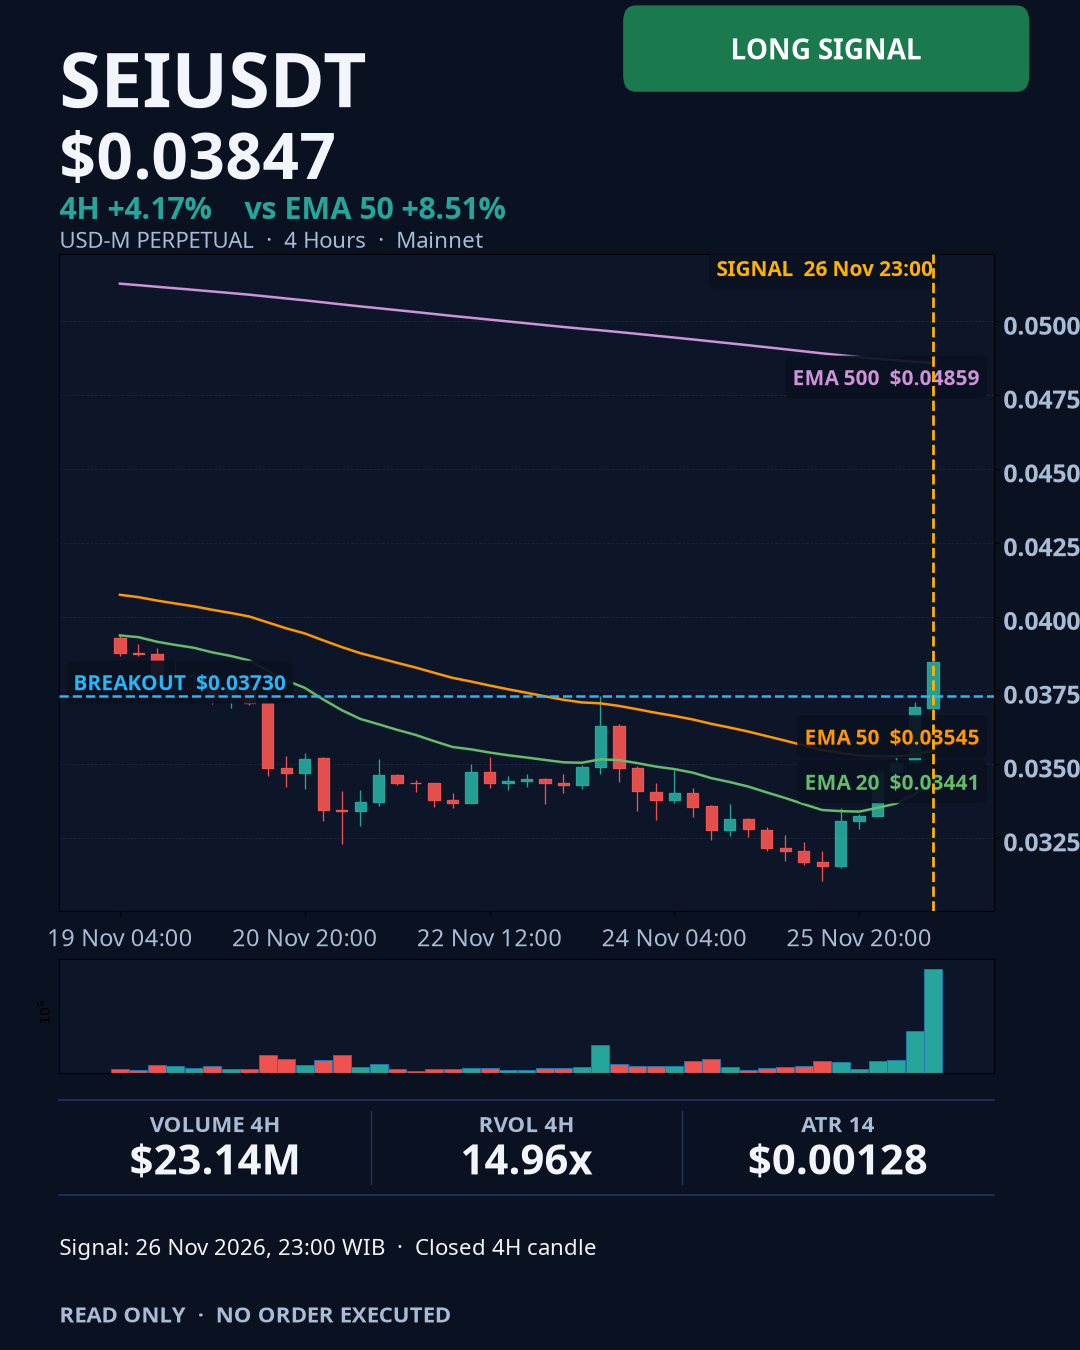 LONG SIGNAL
SEIUSDT
$0.03847
4H +4.17% vs EMA 50 +8.51%
USD-M PERPETUAL · 4 Hours · Mainnet
SIGNAL 26 Nov 23:00
0.0500
EMA 500 $0.04859
0.0475
0.0450
0.0425
0.0400
BREAKOUT $0.03730
0.0375
EMA 50 $0.03545
0.0350
EMA 20 $0.03441
0.0325
19 Nov 04:00 20 Nov 20:00 22 Nov 12:00 24 Nov 04:00 25 Nov 20:00
10⁶
VOLUME 4H RVOL 4H ATR 14
$23.14M 14.96x $0.00128
Signal: 26 Nov 2026, 23:00 WIB · Closed 4H candle
READ ONLY · NO ORDER EXECUTED